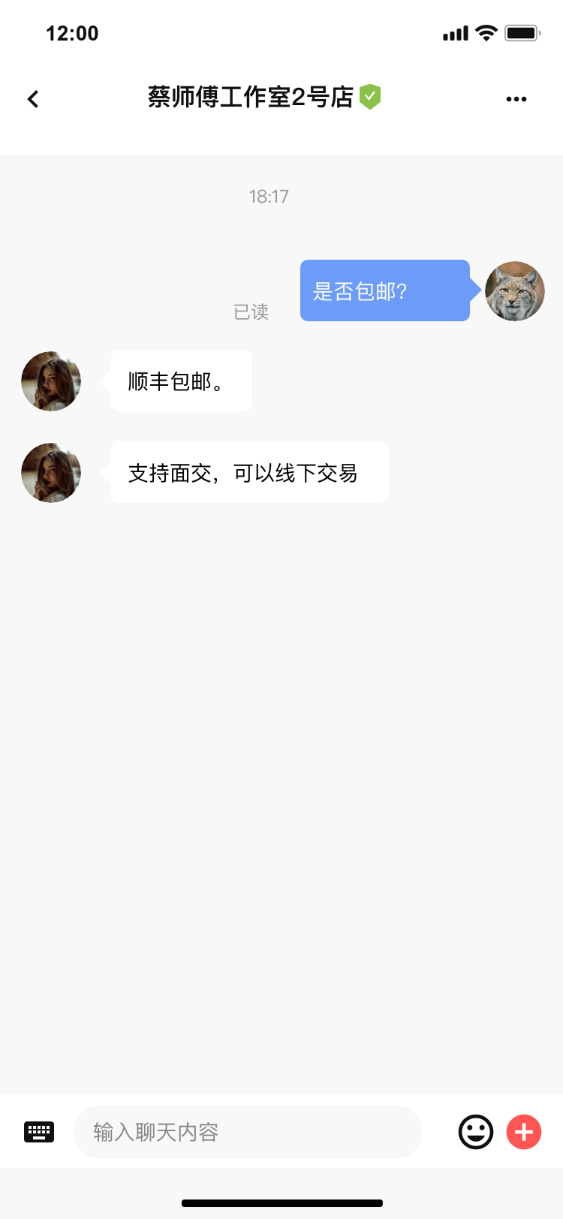 12:00
蔡师傅工作室2号店
18:17
是否包邮?
已读
顺丰包邮。
支持面交，可以线下交易
输入聊天内容